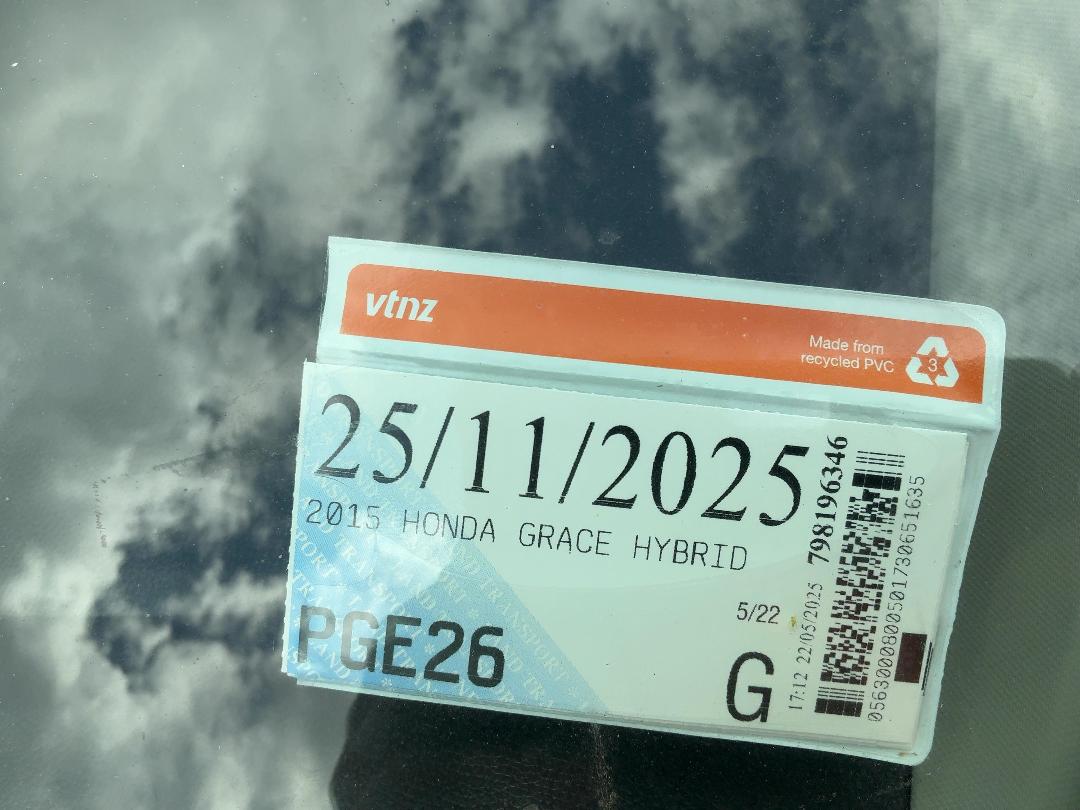 vtnz
Made from
recycled PVC
3
25/11/2025
2015 HONDA GRACE HYBRID
PGE26
5/22
G
17:12 22/05/2025 798196346
0563000800501730651635